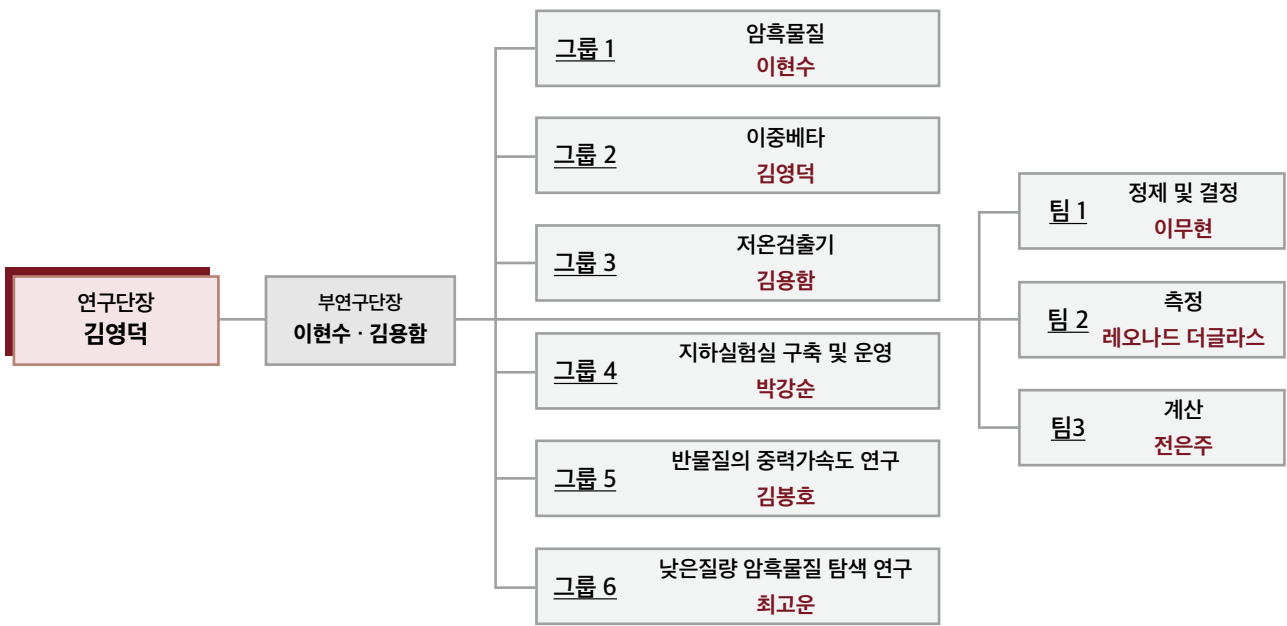 연구단장
김영덕
부연구단장
이현수 · 김용함
그룹 1
암흑물질
이현수
그룹 2
이중베타
김영덕
그룹 3
저온검출기
김용함
그룹 4
지하실험실 구축 및 운영
박강순
그룹 5
반물질의 중력가속도 연구
김봉호
그룹 6
낮은질량 암흑물질 탐색 연구
최고운
팀 1
정제 및 결정
이무현
팀 2
측정
레오나드 더글라스
팀3
계산
전은주